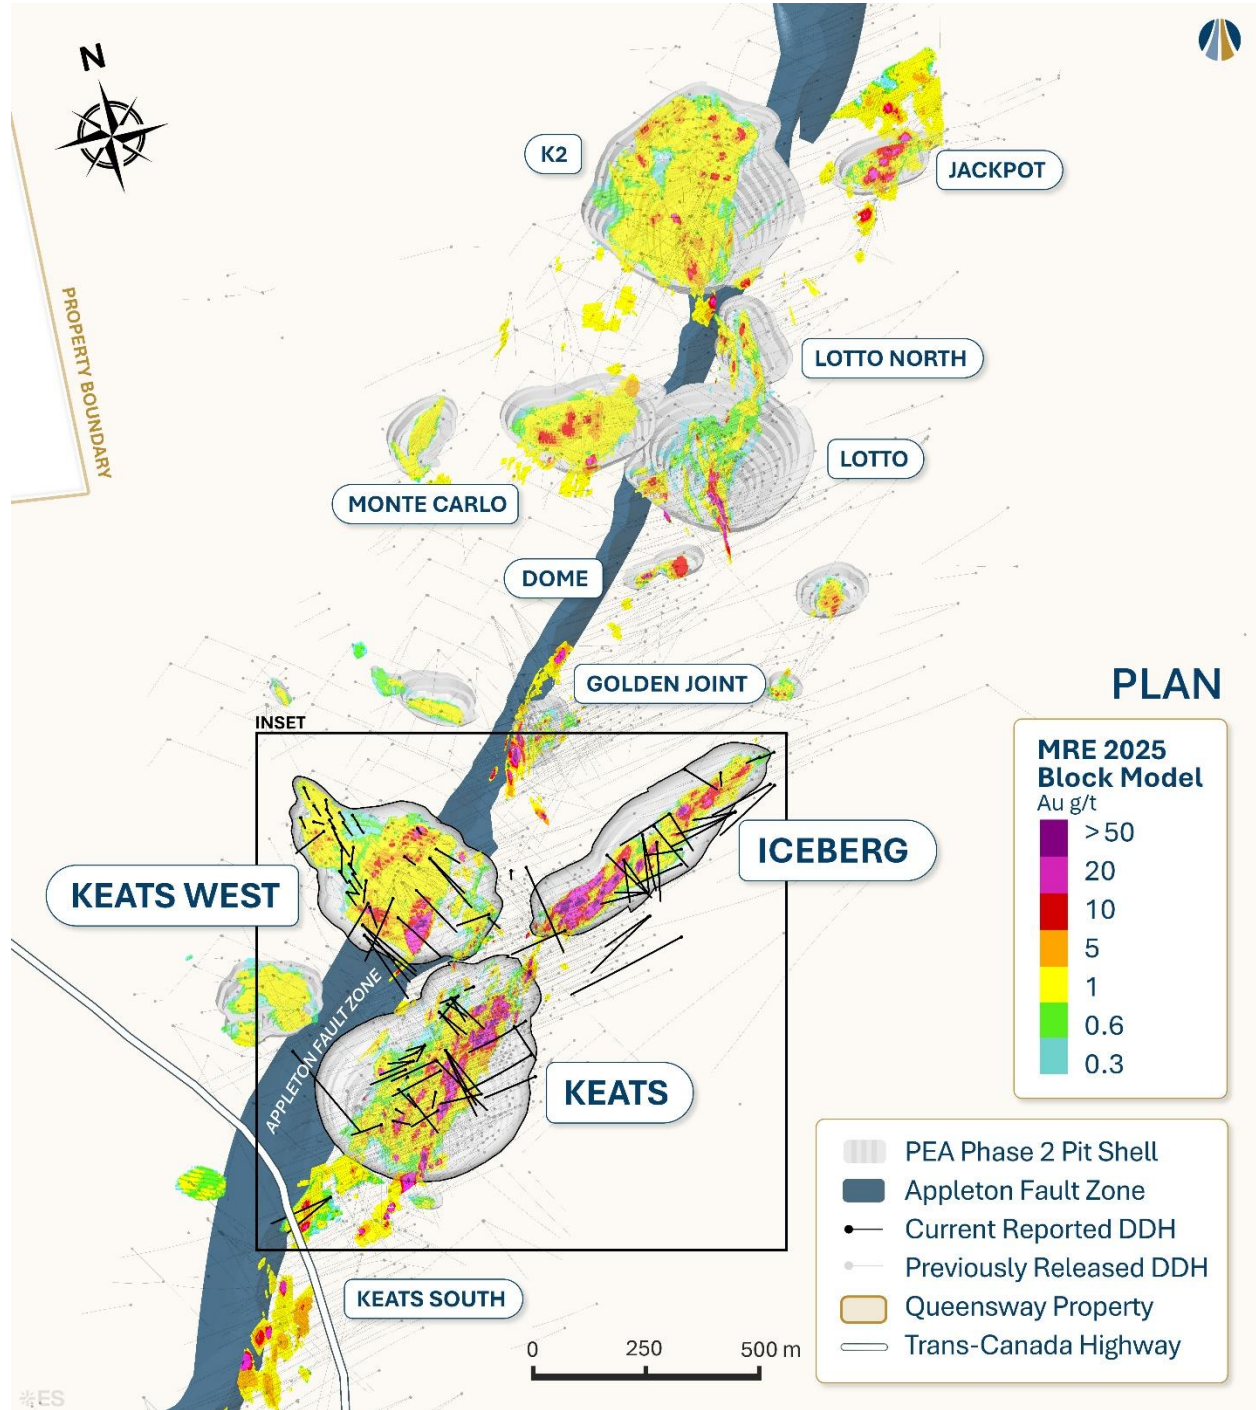 N
K2
JACKPOT
PROPERTY BOUNDARY
LOTTO NORTH
LOTTO
MONTE CARLO
DOME
GOLDEN JOINT
PLAN
INSET
MRE 2025
Block Model
Au g/t
>50
20
10
5
1
0.6
0.3
ICEBERG
KEATS WEST
APPLETON FAULT ZONE
KEATS
PEA Phase 2 Pit Shell
Appleton Fault Zone
Current Reported DDH
Previously Released DDH
Queensway Property
Trans-Canada Highway
KEATS SOUTH
0 250 500 m
ES